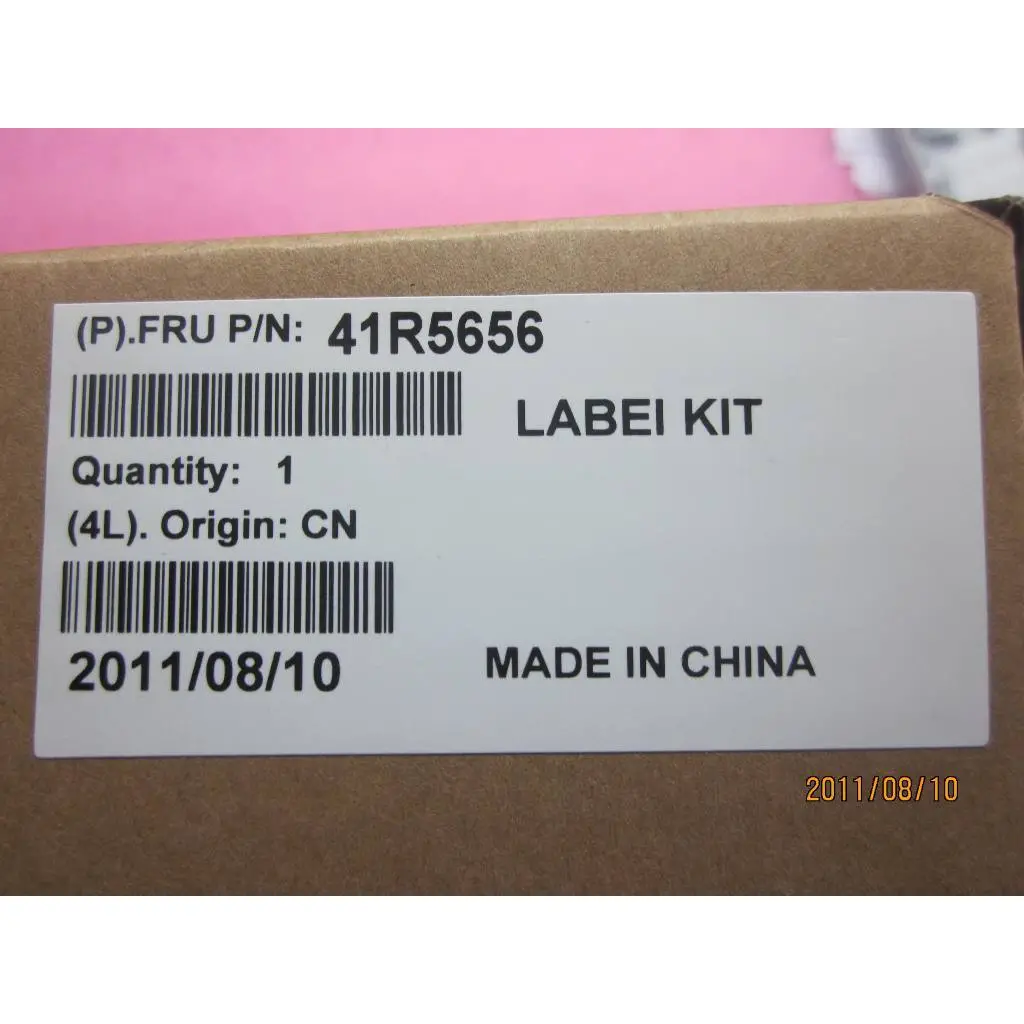 (P).FRU P/N: 41R5656
LABEI KIT
Quantity: 1
(4L). Origin: CN
2011/08/10
MADE IN CHINA
2011/08/10